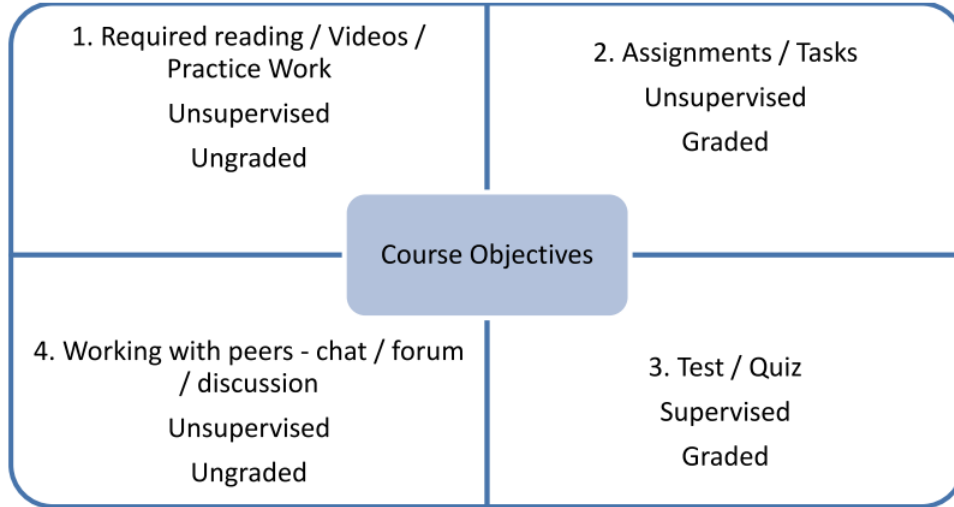 1. Required reading / Videos /
Practice Work
Unsupervised
Ungraded
2. Assignments / Tasks
Unsupervised
Graded
Course Objectives
4. Working with peers - chat / forum
/ discussion
Unsupervised
Ungraded
3. Test / Quiz
Supervised
Graded